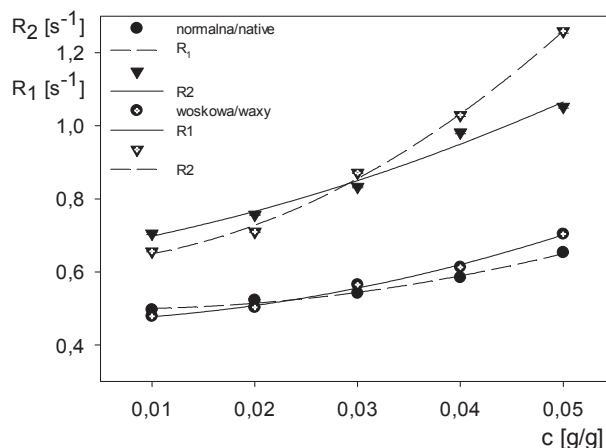 R2 [s-1]
R1 [s-1]
normalna/native
R1
R2
woskowa/waxy
R1
R2
1,2
1,0
0,8
0,6
0,4
0,01 0,02 0,03 0,04 0,05
c [g/g]